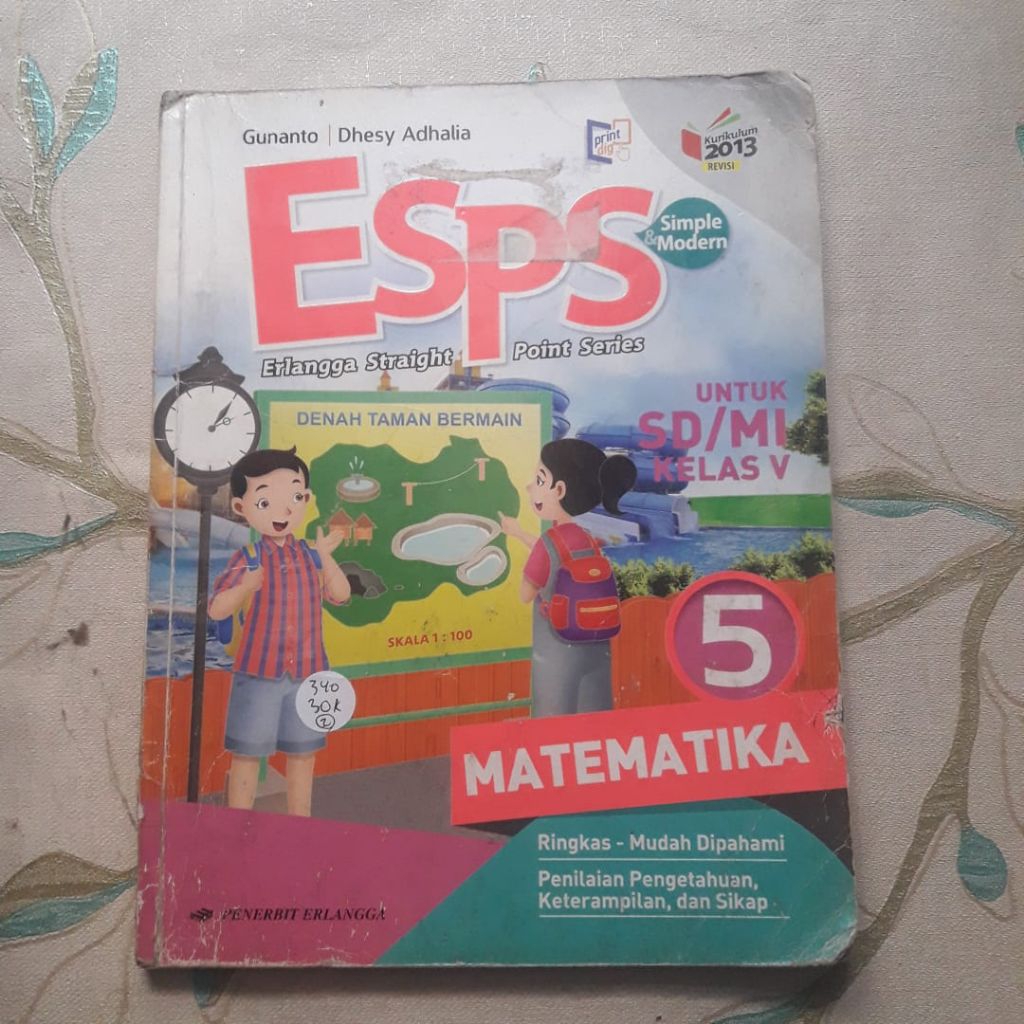 Gunanto | Dhesy Adhalia
print
dig
Kurikulum
2013
REVISI
ESPS
Simple
&Modern
Erlangga Straight Point Series
UNTUK
SD/MI
KELAS V
DENAH TAMAN BERMAIN
SKALA 1 : 100
340
30K
2
5
MATEMATIKA
Ringkas - Mudah Dipahami
Penilaian Pengetahuan,
Keterampilan, dan Sikap
PENERBIT ERLANGGA